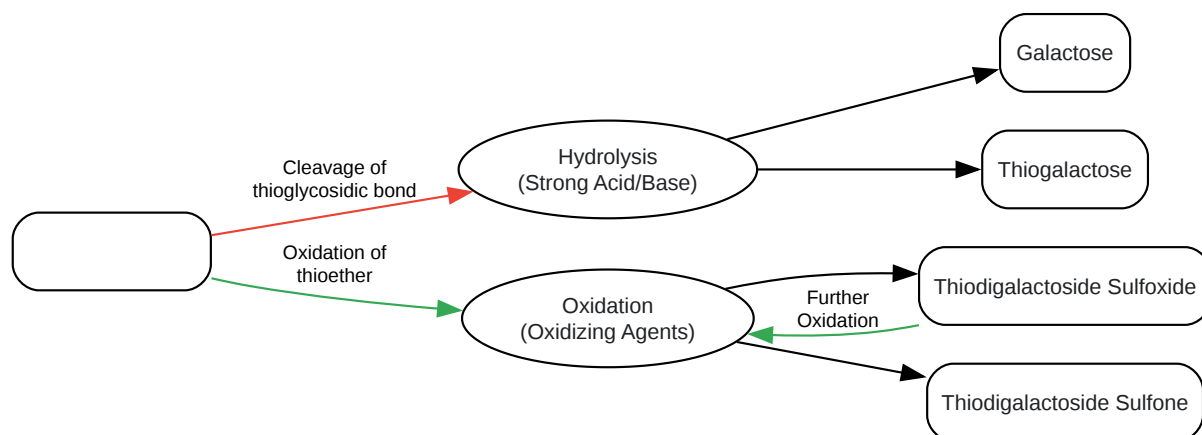 Galactose
Cleavage of
thioglycosidic bond
Hydrolysis
(Strong Acid/Base)
Thiogalactose
Oxidation of
thioether
Oxidation
(Oxidizing Agents)
Further
Oxidation
Thiodigalactoside Sulfoxide
Thiodigalactoside Sulfone